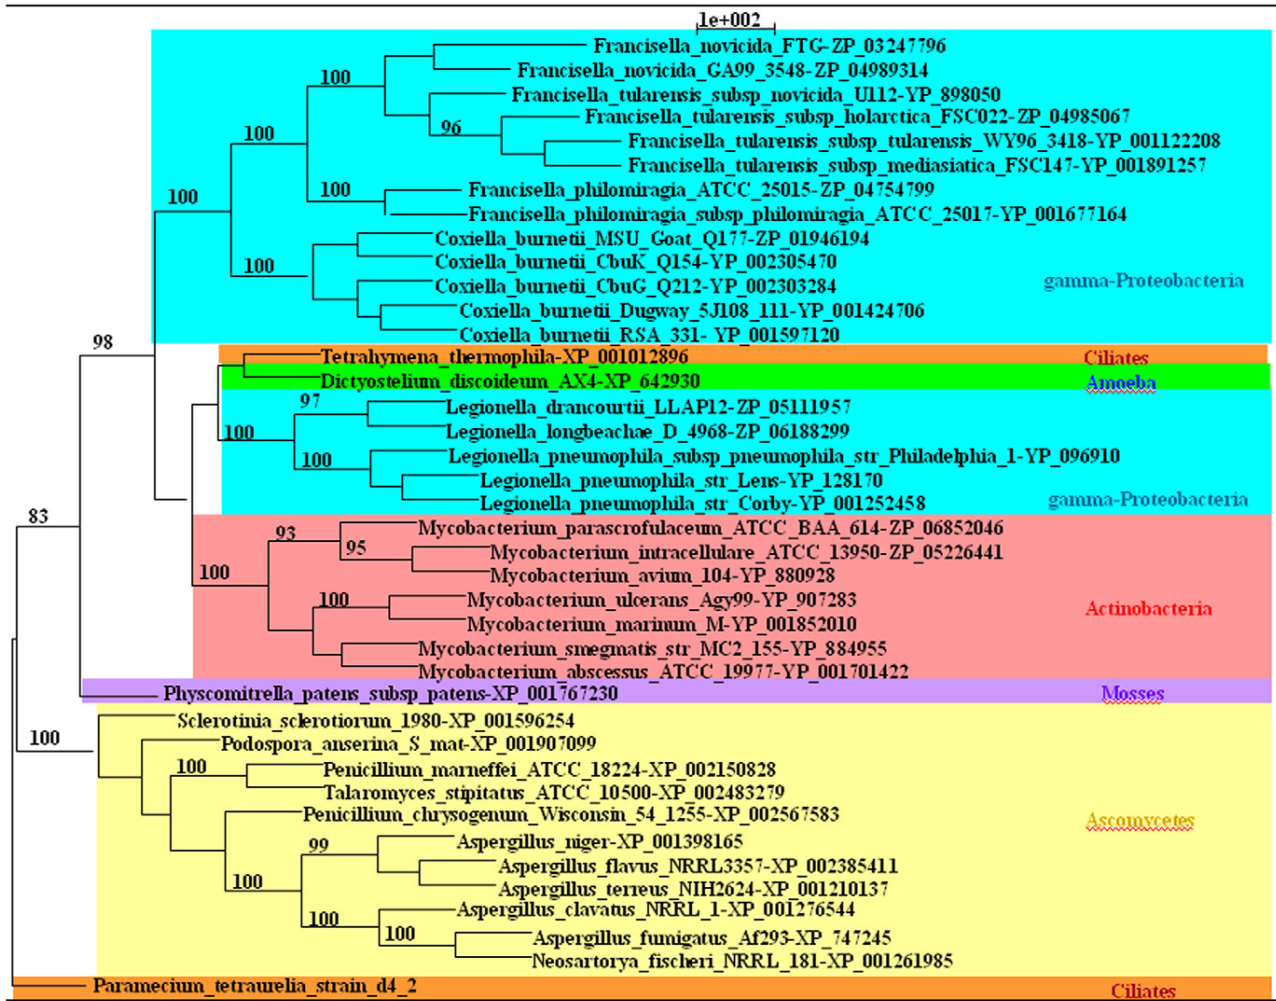 1e+002
Francisella_novicida_FTG-ZP_03247796
Francisella_novicida_GA99_3548-ZP_04989314
100
Francisella_tularensis_subsp_novicida_U112-YP_898050
Francisella_tularensis_subsp_holarctica_FSC022-ZP_04985067
100
96
Francisella_tularensis_subsp_tularensis_WY96_3418-YP_001122208
Francisella_tularensis_subsp_mediasiatica_FSC147-YP_001891257
100
100
Francisella_philomiragia_ATCC_25015-ZP_04754799
Francisella_philomiragia_subsp_philomiragia_ATCC_25017-YP_001677164
Coxiella_burnetii_MSU_Goat_Q177-ZP_01946194
100
Coxiella_burnetii_CbuK_Q154-YP_002305470
Coxiella_burnetii_CbuG_Q212-YP_002303284
gamma-Proteobacteria
Coxiella_burnetii_Dugway_5J108_111-YP_001424706
Coxiella_burnetii_RSA_331- YP_001597120
98
Tetrahymena_thermophila-XP_001012896
Ciliates
Dictyostelium_discoideum_AX4-XP_642930
Amoeba
97
Legionella_drancourtii_LLAP12-ZP_05111957
100
Legionella_longbeachae_D_4968-ZP_06188299
100
Legionella_pneumophila_subsp_pneumophila_str_Philadelphia_1-YP_096910
Legionella_pneumophila_str_Lens-YP_128170
Legionella_pneumophila_str_Corby-YP_001252458
gamma-Proteobacteria
83
93
Mycobacterium_parascrofulaceum_ATCC_BAA_614-ZP_06852046
95
Mycobacterium_intracellulare_ATCC_13950-ZP_05226441
100
Mycobacterium_avium_104-YP_880928
100
Mycobacterium_ulcerans_Agy99-YP_907283
Actinobacteria
Mycobacterium_marinum_M-YP_001852010
Mycobacterium_smegmatis_str_MC2_155-YP_884955
Mycobacterium_abscessus_ATCC_19977-YP_001701422
Physcomitrella_patens_subsp_patens-XP_001767230
Mosses
Sclerotinia_sclerotiorum_1980-XP_001596254
100
Podospora_anserina_S_mat-XP_001907099
100
Penicillium_marneffei_ATCC_18224-XP_002150828
Talaromyces_stipitatus_ATCC_10500-XP_002483279
Penicillium_chrysogenum_Wisconsin_54_1255-XP_002567583
Ascomycetes
99
Aspergillus_niger-XP_001398165
Aspergillus_flavus_NRRL3357-XP_002385411
100
Aspergillus_terreus_NIH2624-XP_001210137
100
Aspergillus_clavatus_NRRL_1-XP_001276544
100
Aspergillus_fumigatus_Af293-XP_747245
Neosartorya_fischeri_NRRL_181-XP_001261985
Paramecium_tetraurelia_strain_d4_2
Ciliates